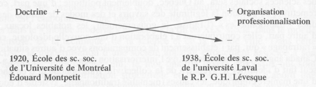 Doctrine +
+ Organisation
professionnalisation
–
–
1920, École des sc. soc.
de l'Université de Montréal
Édouard Montpetit
1938, École des sc. soc.
de l'université Laval
le R.P. G.H. Lévesque